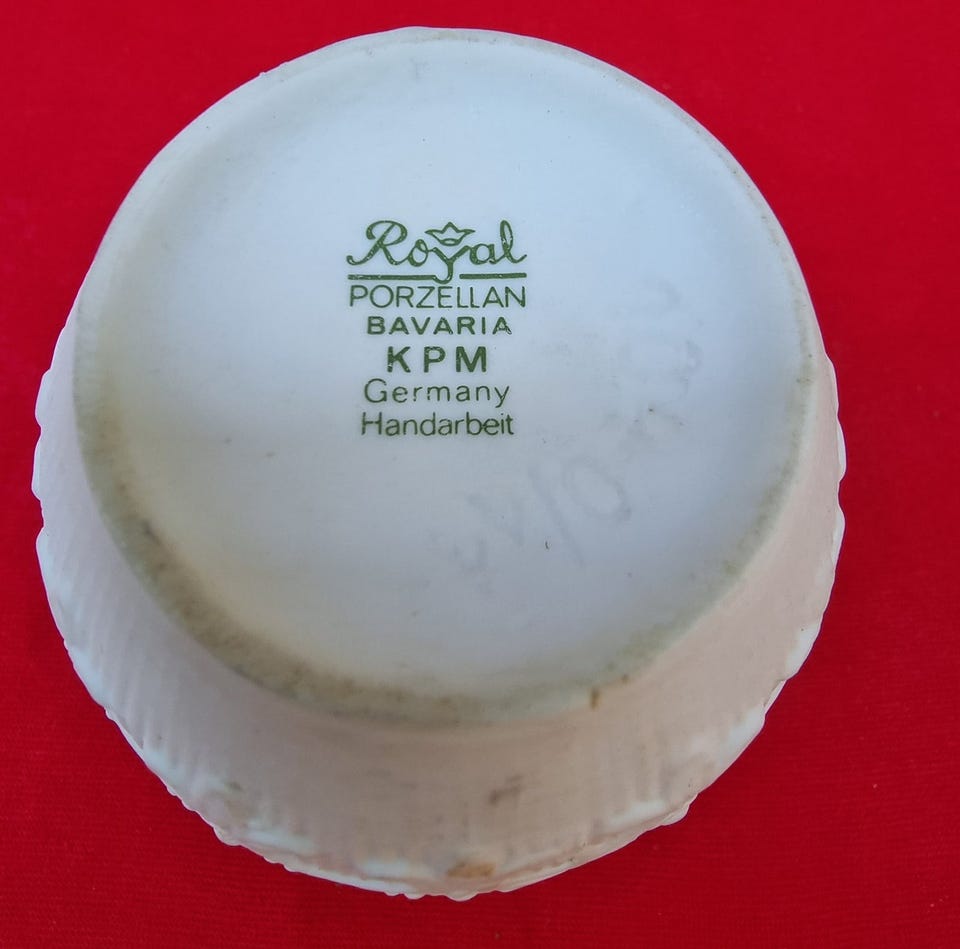 Royal
PORZELLAN
BAVARIA
KPM
Germany
Handarbeit